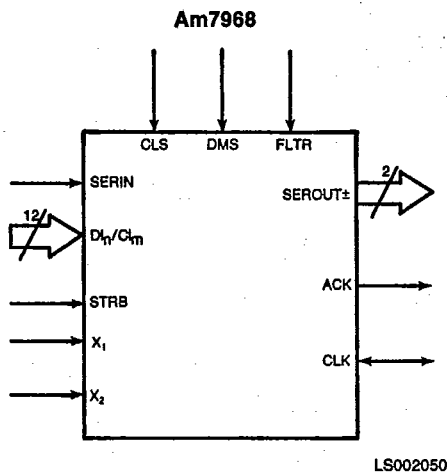 Am7968
CLS DMS FLTR
SERIN
2
SEROUT±
12
DIn/CIm
ACK
STRB
X1
CLK
X2
LS002050